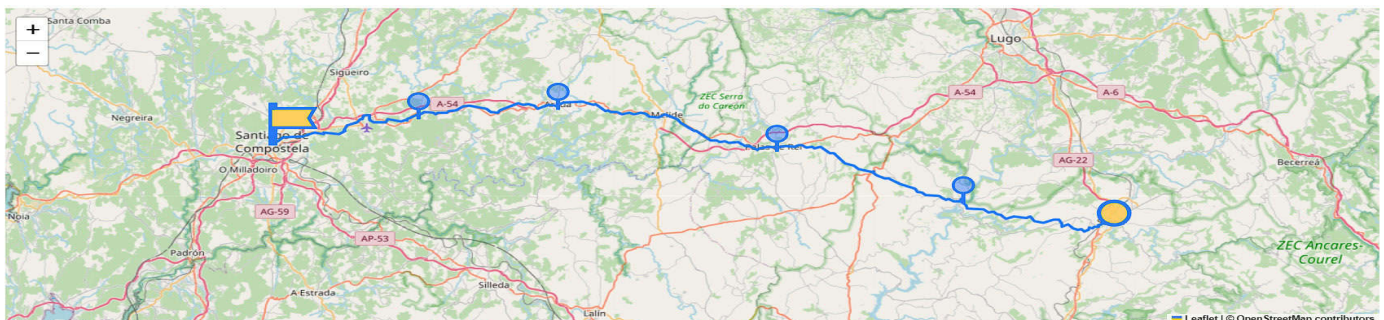 +
−
Santa Comba
Sigüeiro
Negreira
Santiago de
Compostela
O Milladoiro
A-54
Melide
ZEC Serra
do Careón
Lugo
A-54
A-6
AG-22
Becerreá
Noia
AG-59
AP-53
Padrón
A Estrada
Silleda
Lalín
ZEC Ancares-
Courel
Leaflet | © OpenStreetMap contributors